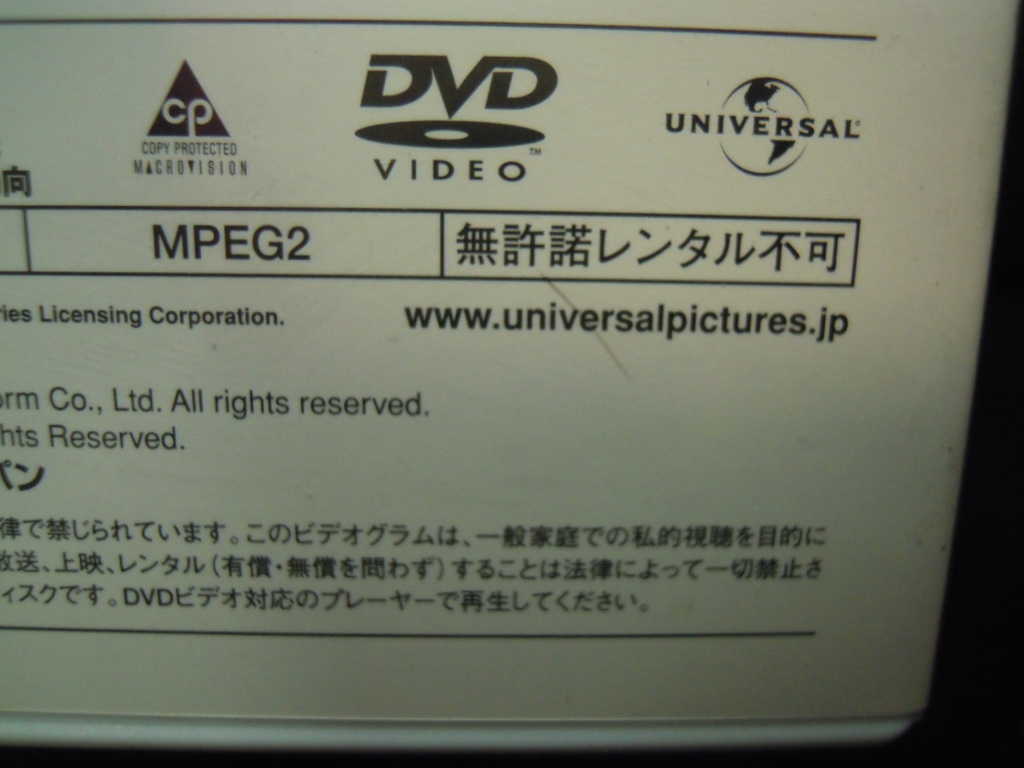 cp
COPY PROTECTED
MACROVISION
DVD
VIDEO™
UNIVERSAL®
向
MPEG2
無許諾レンタル不可
ries Licensing Corporation.
www.universalpictures.jp
orm Co., Ltd. All rights reserved.
hts Reserved.
パン
律で禁じられています。このビデオグラムは、一般家庭での私的視聴を目的に
放送、上映、レンタル(有償・無償を問わず)することは法律によって一切禁止さ
ィスクです。DVDビデオ対応のプレーヤーで再生してください。